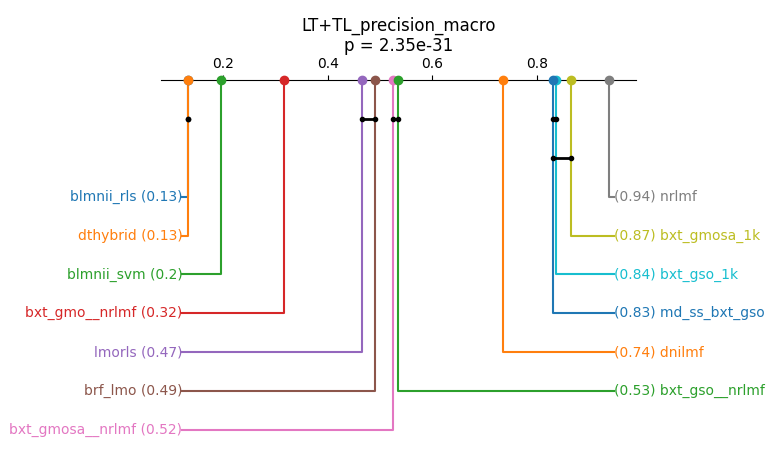 LT+TL_precision_macro
p = 2.35e-31
0.2 0.4 0.6 0.8
blmnii_rls (0.13) (0.94) nrlmf
dthybrid (0.13) (0.87) bxt_gmosa_1k
blmnii_svm (0.2) (0.84) bxt_gso_1k
bxt_gmo__nrlmf (0.32) (0.83) md_ss_bxt_gso
lmorls (0.47) (0.74) dnilmf
brf_lmo (0.49) (0.53) bxt_gso__nrlmf
bxt_gmosa__nrlmf (0.52)